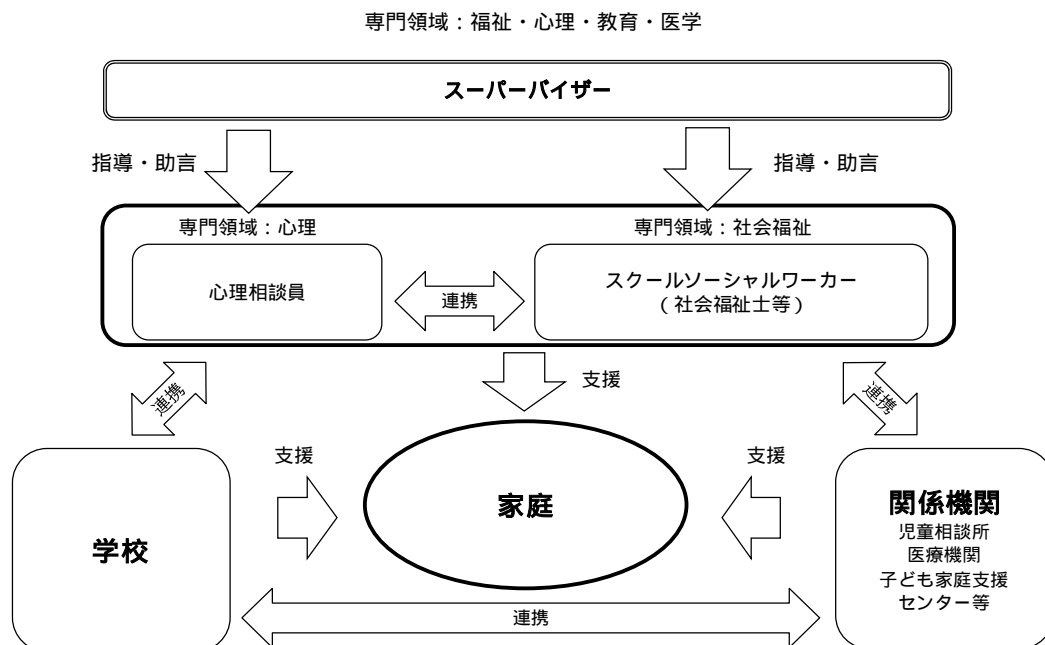 専門領域：福祉・心理・教育・医学
スーパーバイザー
指導・助言
指導・助言
専門領域：心理
専門領域：社会福祉
心理相談員
連携
スクールソーシャルワーカー
（社会福祉士等）
支援
連携
連携
支援
支援
学校
家庭
関係機関
児童相談所
医療機関
子ども家庭支援
センター等
連携